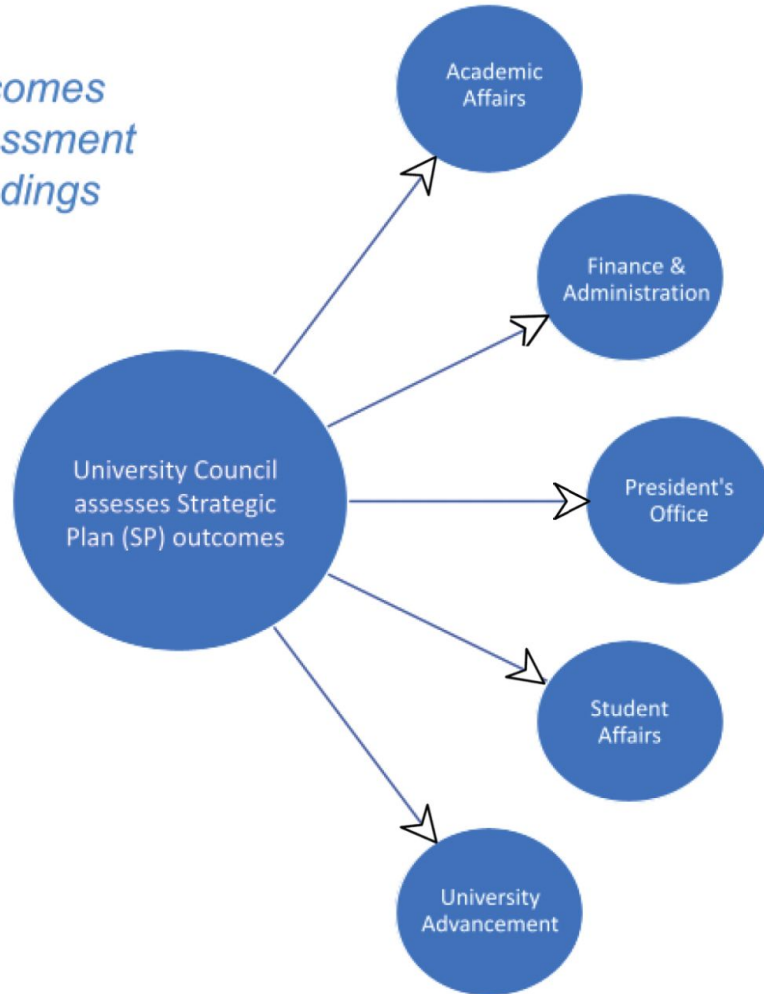 comes
ssment
dings
Academic
Affairs
Finance &
Administration
University Council
assesses Strategic
Plan (SP) outcomes
President's
Office
Student
Affairs
University
Advancement